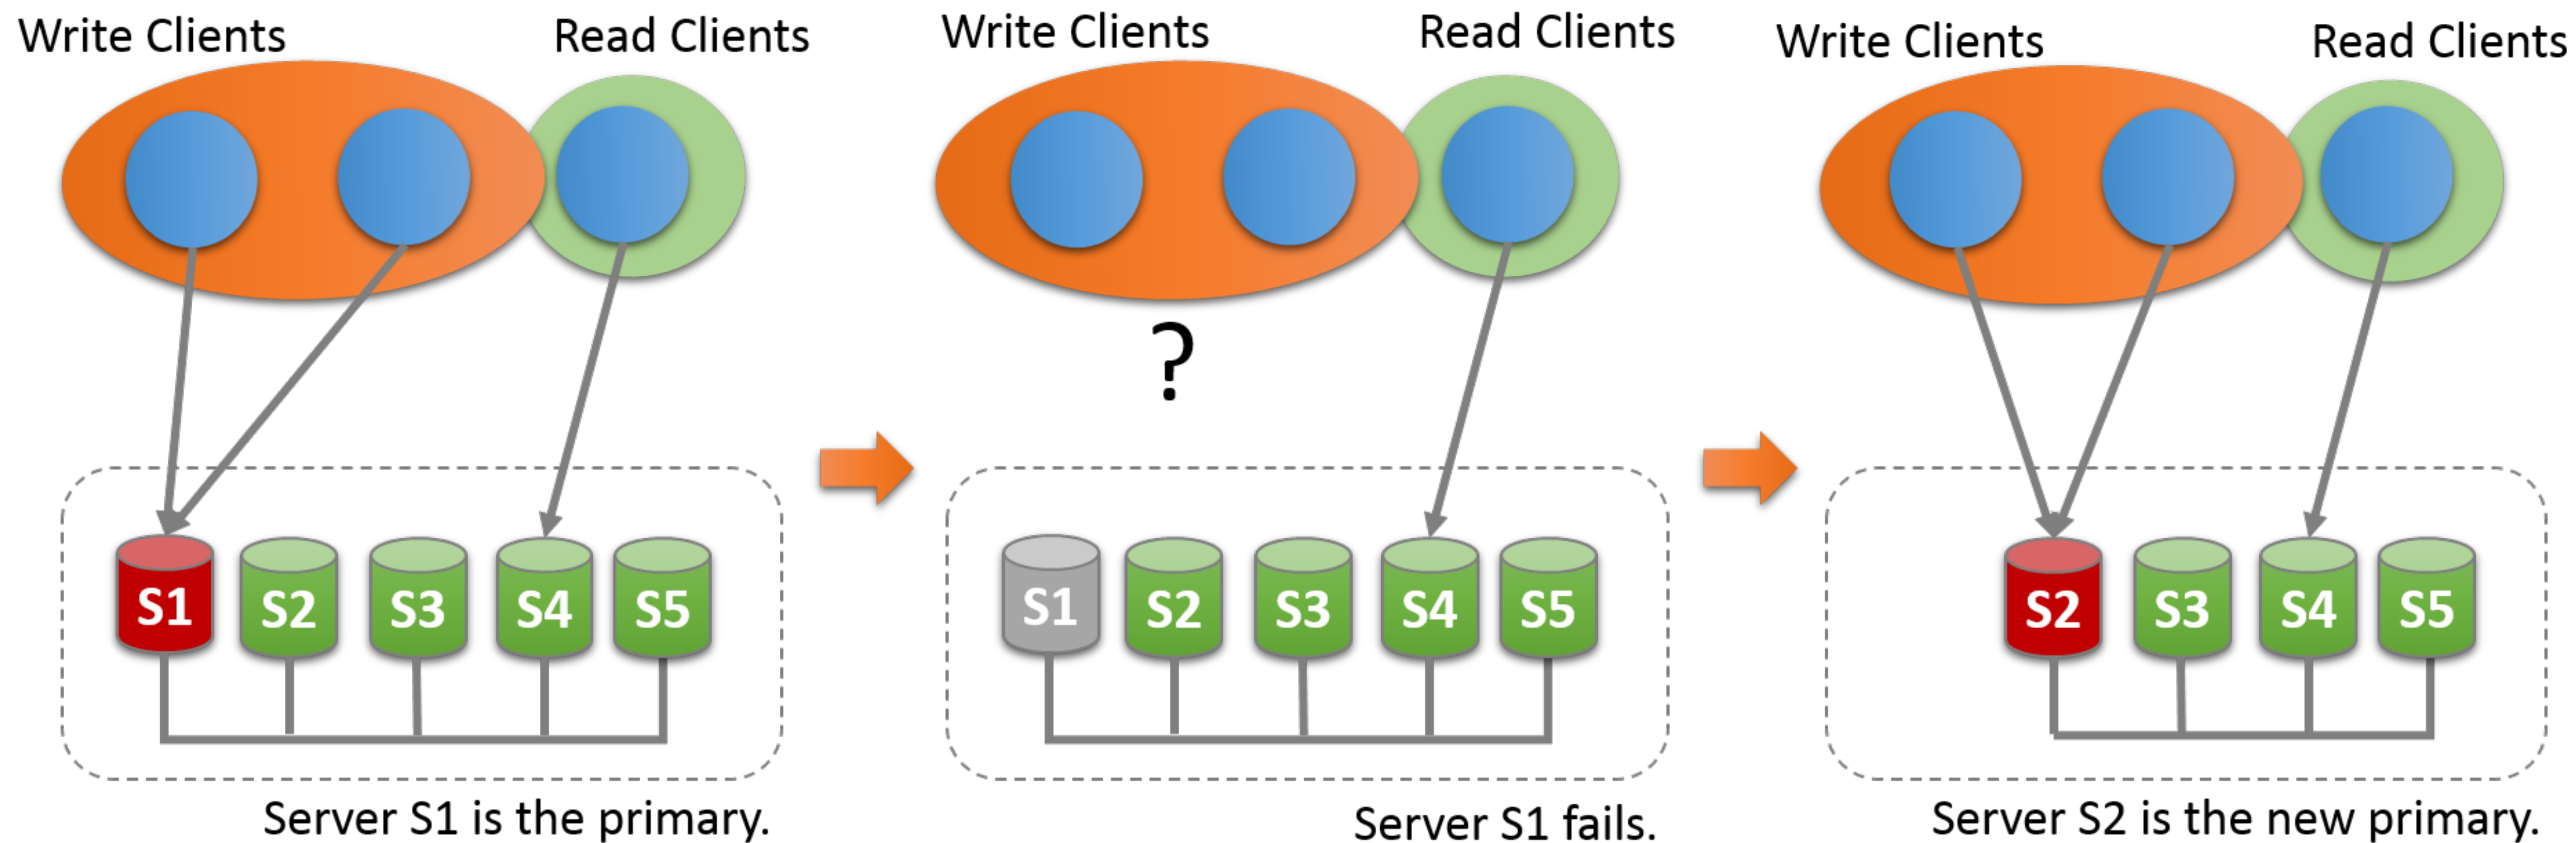 Write Clients
Read Clients
Write Clients
Read Clients
Write Clients
Read Clients
?
S1 S2 S3 S4 S5
S1 S2 S3 S4 S5
S2 S3 S4 S5
Server S1 is the primary.
Server S1 fails.
Server S2 is the new primary.